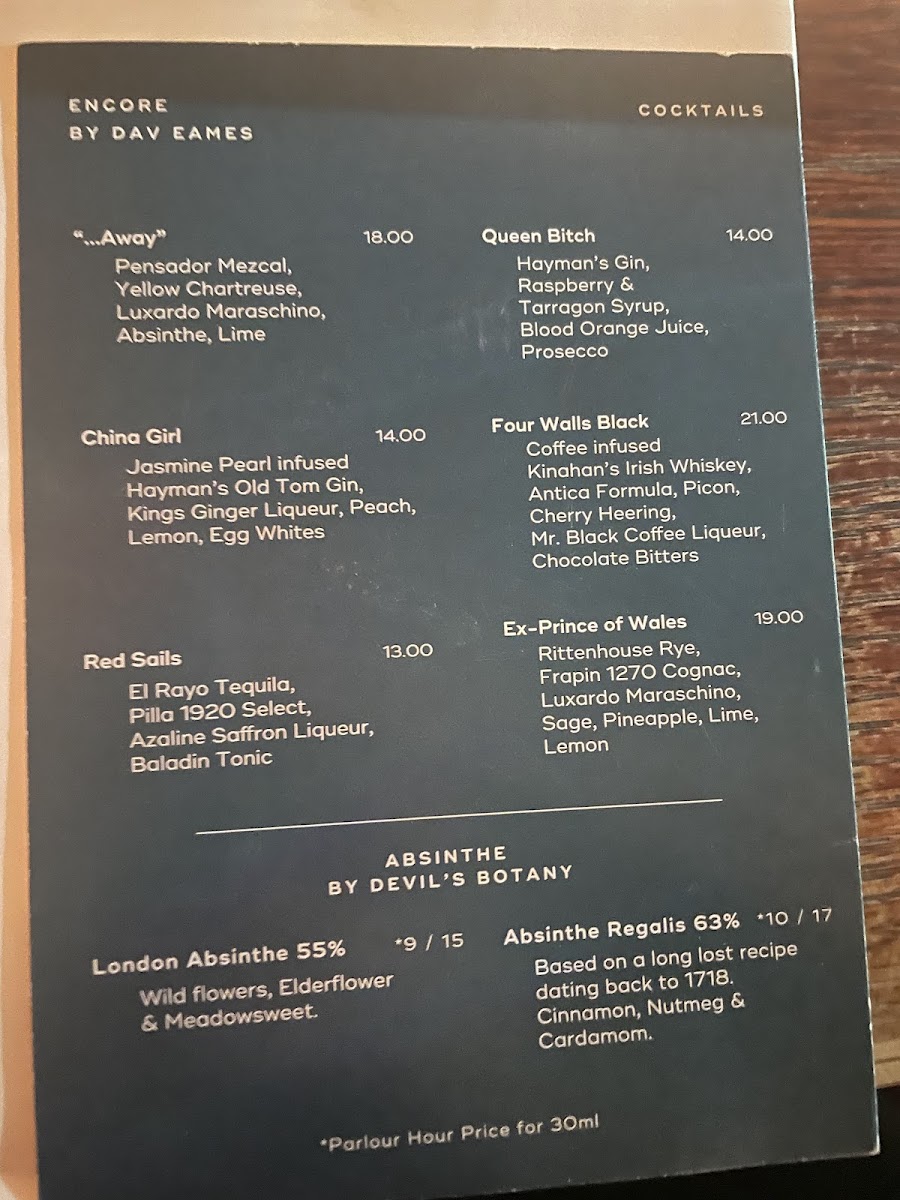 ENCORE
BY DAV EAMES
COCKTAILS
"...Away" 18.00
Pensador Mezcal,
Yellow Chartreuse,
Luxardo Maraschino,
Absinthe, Lime
China Girl 14.00
Jasmine Pearl infused
Hayman's Old Tom Gin,
Kings Ginger Liqueur, Peach,
Lemon, Egg Whites
Red Sails 13.00
El Rayo Tequila,
Pilla 1920 Select,
Azaline Saffron Liqueur,
Baladin Tonic
Queen Bitch 14.00
Hayman's Gin,
Raspberry &
Tarragon Syrup,
Blood Orange Juice,
Prosecco
Four Walls Black 21.00
Coffee infused
Kinahan's Irish Whiskey,
Antica Formula, Picon,
Cherry Heering,
Mr. Black Coffee Liqueur,
Chocolate Bitters
Ex-Prince of Wales 19.00
Rittenhouse Rye,
Frapin 1270 Cognac,
Luxardo Maraschino,
Sage, Pineapple, Lime,
Lemon
ABSINTHE
BY DEVIL'S BOTANY
London Absinthe 55% *9 / 15
Wild flowers, Elderflower
& Meadowsweet.
Absinthe Regalis 63% *10 / 17
Based on a long lost recipe
dating back to 1718.
Cinnamon, Nutmeg &
Cardamom.
*Parlour Hour Price for 30ml